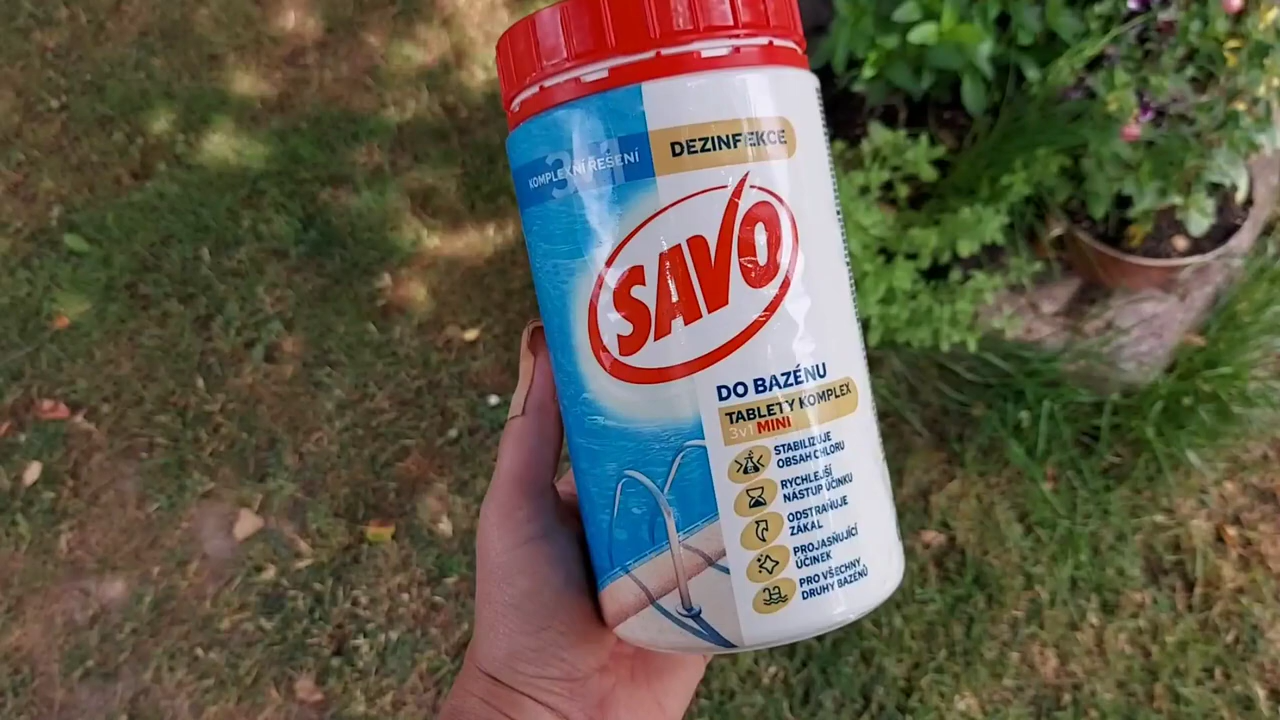 3v1
KOMPLEXNÍ ŘEŠENÍ
DEZINFEKCE
SAVO
DO BAZÉNU
TABLETY KOMPLEX
3v1 MINI
STABILIZUJE
OBSAH CHLORU
RYCHLEJŠÍ
NÁSTUP ÚČINKU
ODSTRAŇUJE
ZÁKAL
PROJASŇUJÍCÍ
ÚČINEK
PRO VŠECHNY
DRUHY BAZÉNŮ